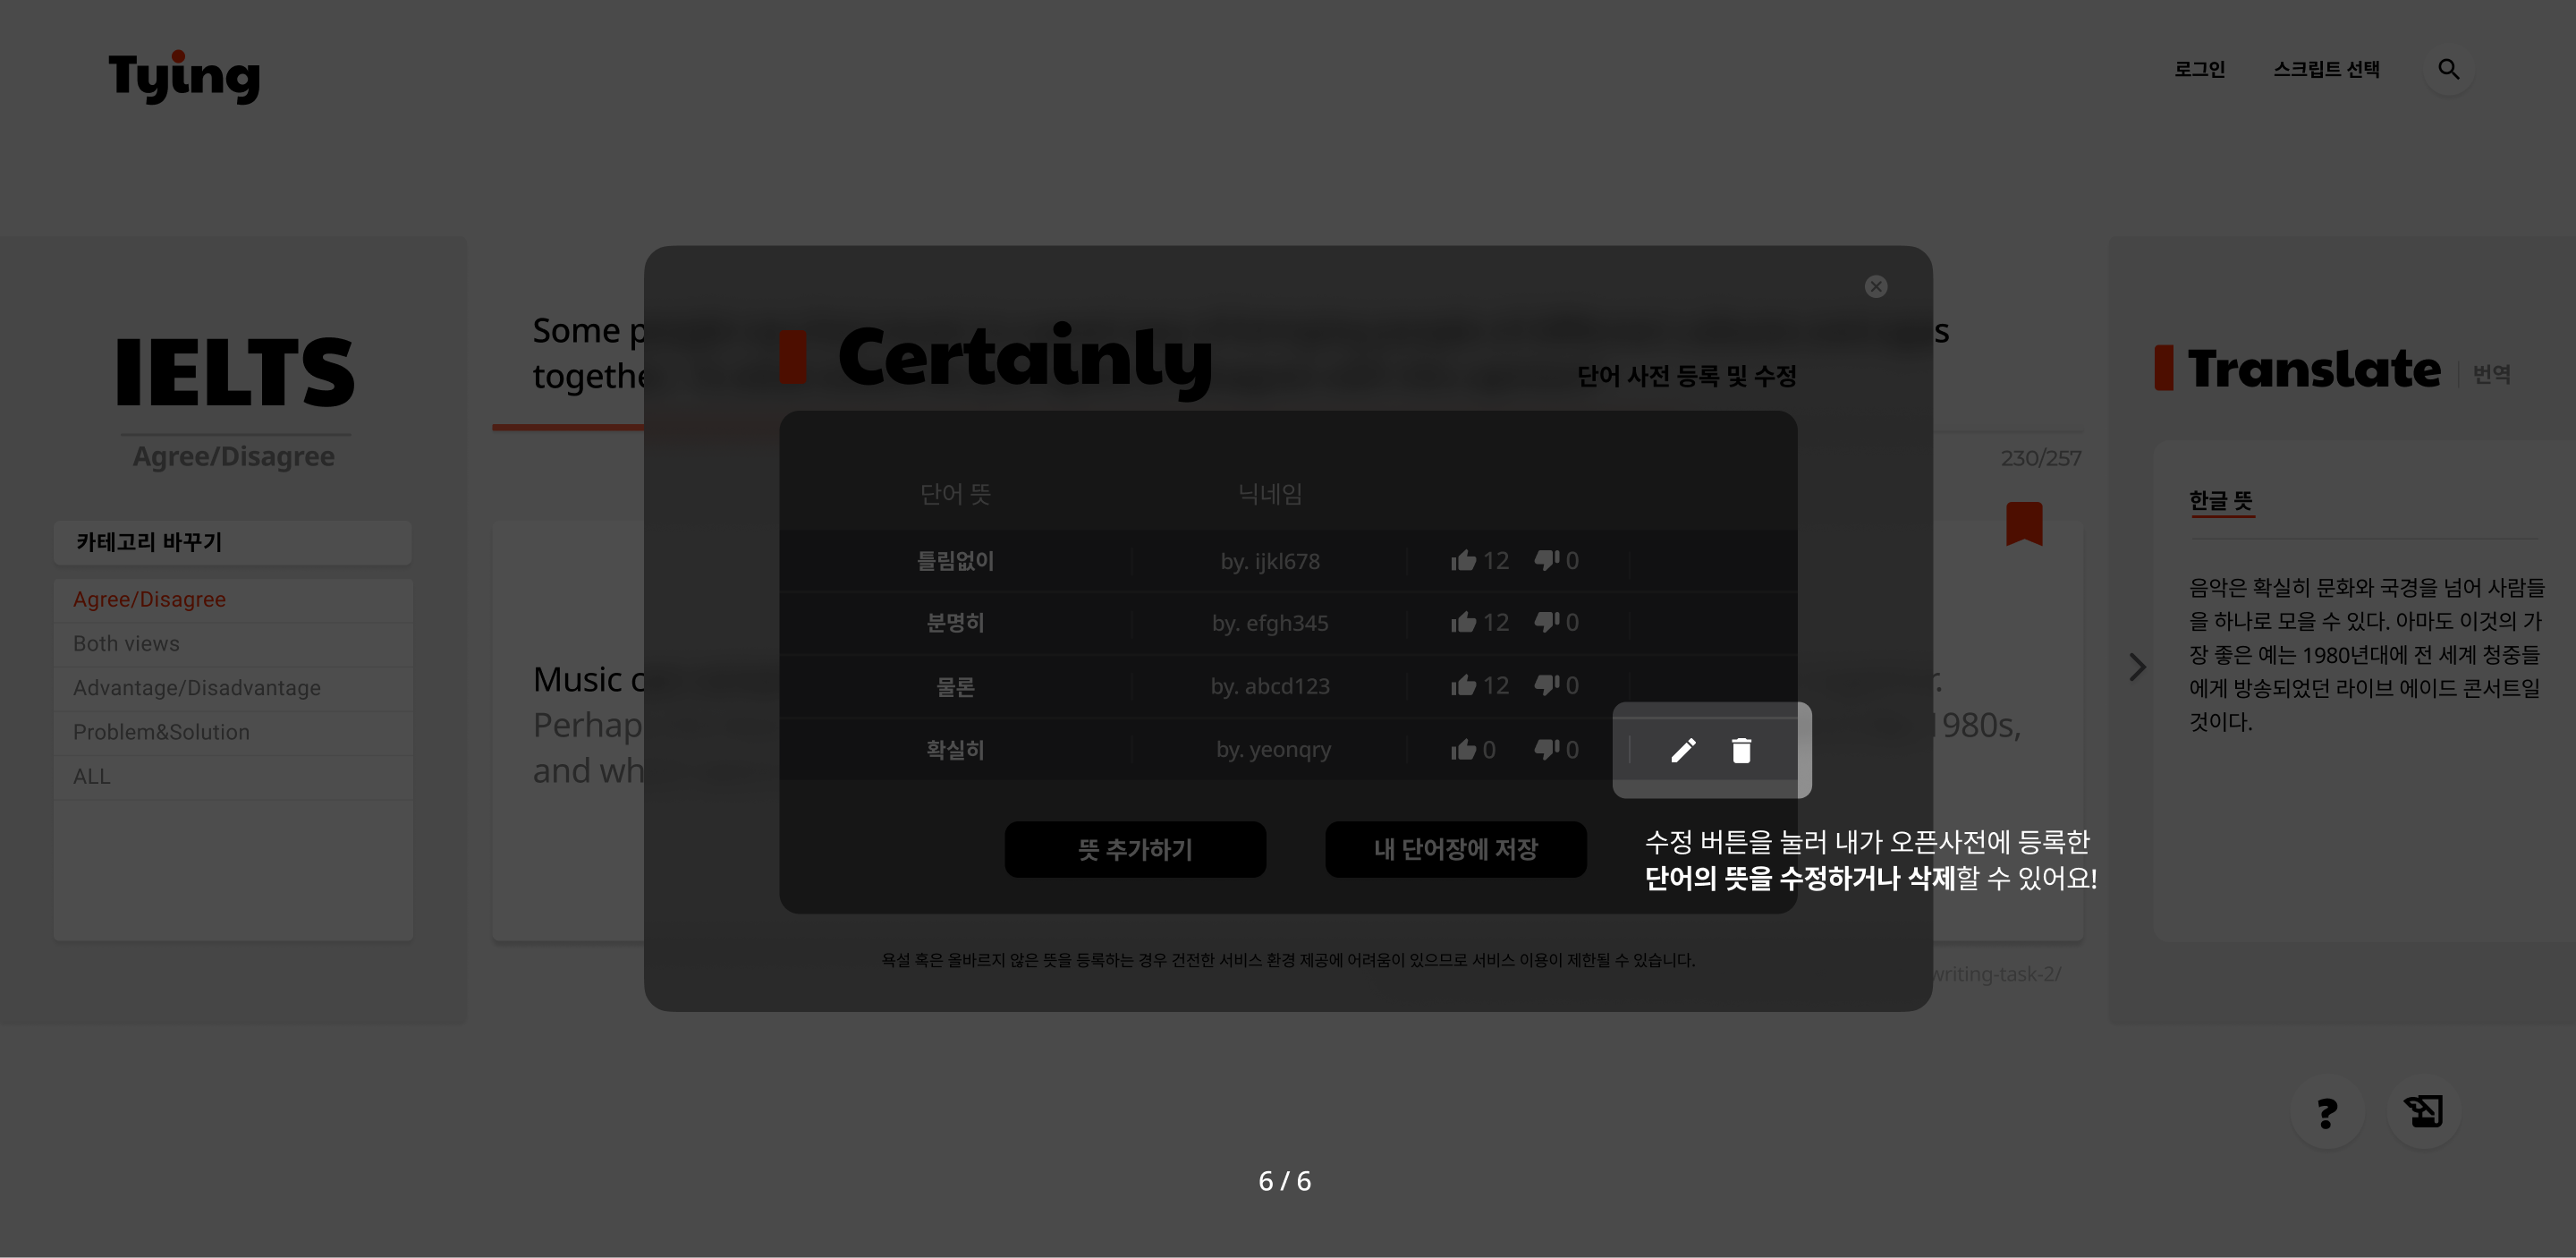 Tying
로그인
스크립트 선택
IELTS
Agree/Disagree
카테고리 바꾸기
Agree/Disagree
Both views
Advantage/Disadvantage
Problem&Solution
ALL
Some
togethe
s
230/257
Music
Perhap
and wh
1980s,
writing-task-2/
Certainly
단어 사전 등록 및 수정
단어 뜻
닉네임
틀림없이
by. ijkl678
12
0
분명히
by. efgh345
12
0
물론
by. abcd123
12
0
확실히
by. yeonqry
0
0
뜻 추가하기
내 단어장에 저장
수정 버튼을 눌러 내가 오픈사전에 등록한
단어의 뜻을 수정하거나 삭제할 수 있어요!
욕설 혹은 올바르지 않은 뜻을 등록하는 경우 건전한 서비스 환경 제공에 어려움이 있으므로 서비스 이용이 제한될 수 있습니다.
Translate
번역
한글 뜻
음악은 확실히 문화와 국경을 넘어 사람들
을 하나로 모을 수 있다. 아마도 이것의 가
장 좋은 예는 1980년대에 전 세계 청중들
에게 방송되었던 라이브 에이드 콘서트일
것이다.
?
6 / 6